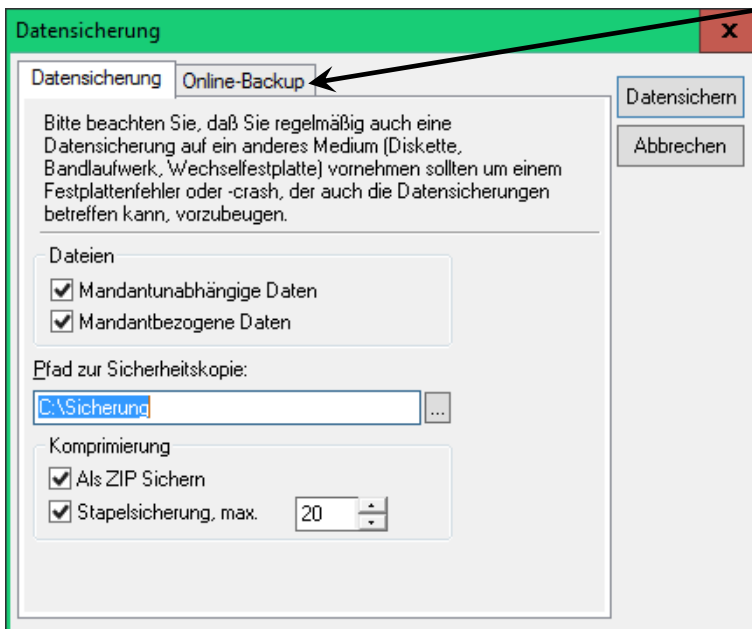 Datensicherung
x
Datensicherung
Online-Backup
Datensichern
Abbrechen
Bitte beachten Sie, daß Sie regelmäßig auch eine
Datensicherung auf ein anderes Medium (Diskette,
Bandlaufwerk, Wechselfestplatte) vornehmen sollten um einem
Festplattenfehler oder -crash, der auch die Datensicherungen
betreffen kann, vorzubeugen.
Dateien
Mandantunabhängige Daten
Mandantbezogene Daten
Pfad zur Sicherheitskopie:
C:\Sicherung
...
Komprimierung
Als ZIP Sichern
Stapelsicherung, max.
20